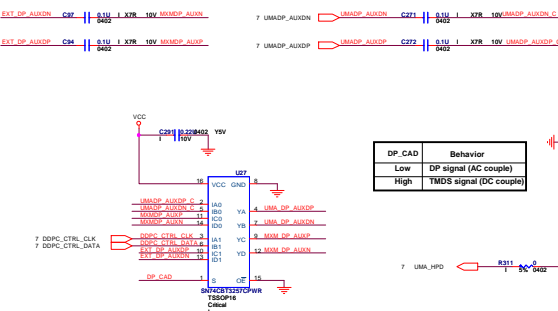 EXT_DP_AUXDN C97 0.1U I X7R 10V MXMDP_AUXN
0402
7 UMADP_AUXDN UMADP_AUXDN C271 0.1U I X7R 10V UMADP_AUXDN_C
0402
EXT_DP_AUXP C94 0.1U I X7R 10V MXMDP_AUXP
0402
7 UMADP_AUXDP UMADP_AUXDP C272 0.1U I X7R 10V UMADP_AUXDP_C
0402
VCC
C291 0.22U 0402 Y5V
I 10V
DP_CAD Behavior
Low DP signal (AC couple)
High TMDS signal (DC couple)
U27
16 VCC GND 8
UMADP_AUXDP_C 2 IA0
UMADP_AUXDN_C 5 IB0
MXMDP_AUXP 11 IC0
MXMDP_AUXN 14 ID0
YA 4 UMA_DP_AUXDP
YB 7 UMA_DP_AUXDN
YC 9 MXM_DP_AUXP
YD 12 MXM_DP_AUXN
7 DDPC_CTRL_CLK DDPC_CTRL_CLK 3 IA1
7 DDPC_CTRL_DATA DDPC_CTRL_DATA 6 IB1
EXT_DP_AUXDP 10 IC1
EXT_DP_AUXDN 13 ID1
DP_CAD 1 S OE 15
SN74CBT3257CPWR
TSSOP16
Critical
7 UMA_HPD R311 0
I 5% 0402